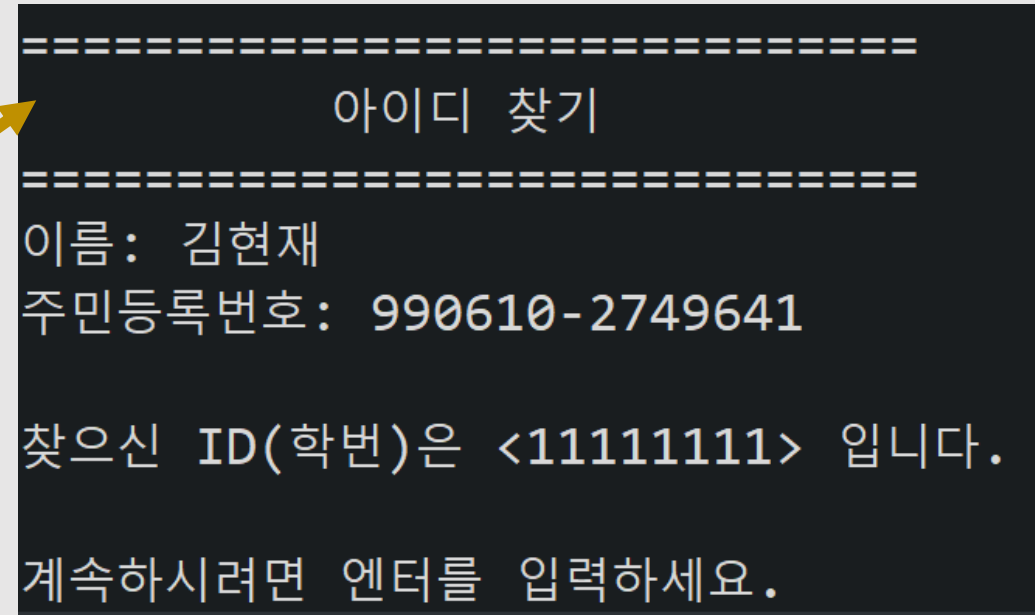 ==============================
아이디 찾기
==============================
이름: 김현재
주민등록번호: 990610-2749641
찾으신 ID(학번)은 <11111111> 입니다.
계속하시려면 엔터를 입력하세요.